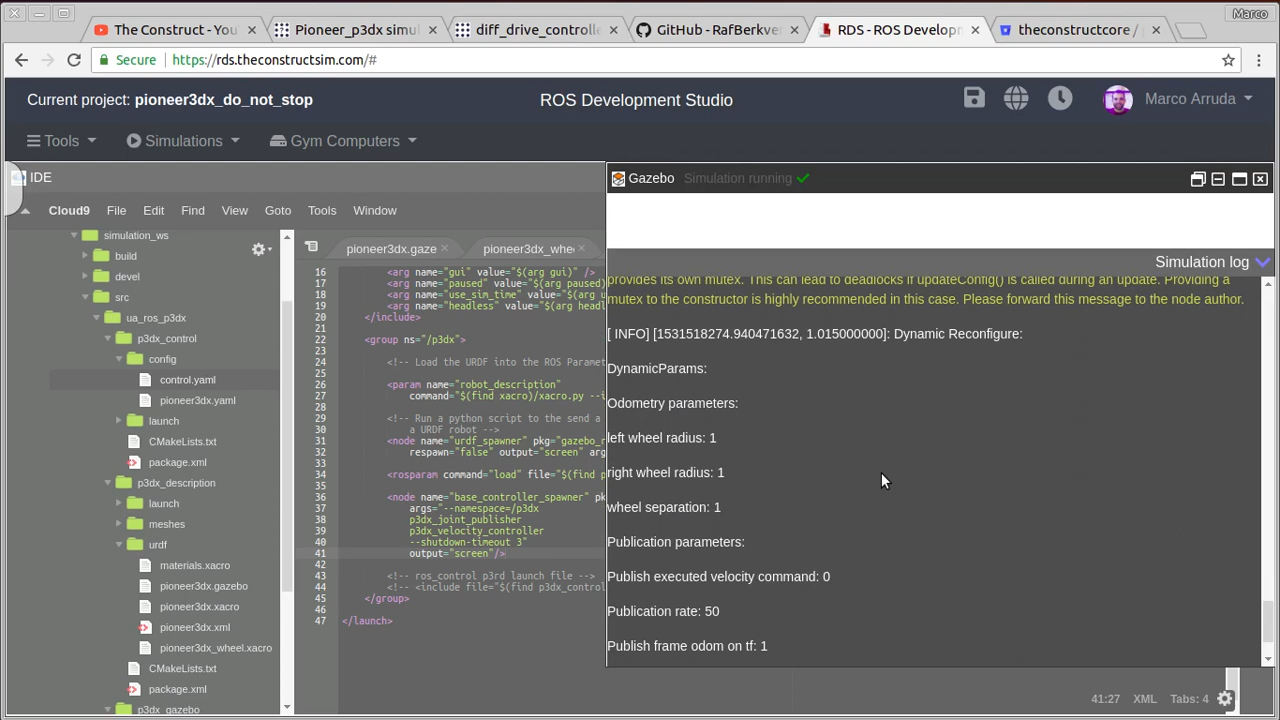 Marco
The Construct - You
Pioneer_p3dx simul
diff_drive_controlle
GitHub - RafBerkve
RDS - ROS Developm
theconstructcore /
Secure https://rds.theconstructsim.com/#
Current project: pioneer3dx_do_not_stop
ROS Development Studio
Marco Arruda
Tools
Simulations
Gym Computers
IDE
Cloud9 File Edit Find View Goto Tools Window
simulation_ws
build
devel
src
ua_ros_p3dx
p3dx_control
config
control.yaml
pioneer3dx.yaml
launch
CMakeLists.txt
package.xml
p3dx_description
launch
meshes
urdf
materials.xacro
pioneer3dx.gazebo
pioneer3dx.xacro
pioneer3dx.xml
pioneer3dx_wheel.xacro
CMakeLists.txt
package.xml
p3dx_gazebo
pioneer3dx.gaze
pioneer3dx_whe
16 <arg name="gui" value="$(arg gui)" />
17 <arg name="paused" value="$(arg paused)
18 <arg name="use_sim_time" value="$(arg u
19 <arg name="headless" value="$(arg headl
20 </include>
21
22 <group ns="/p3dx">
23
24 <!-- Load the URDF into the ROS Paramet
25
26 <param name="robot_description"
27 command="$(find xacro)/xacro.py --i
28
29 <!-- Run a python script to the send a
30 a URDF robot -->
31 <node name="urdf_spawner" pkg="gazebo_r
32 respawn="false" output="screen" arg
33
34 <rosparam command="load" file="$(find p
35
36 <node name="base_controller_spawner" pk
37 args="--namespace=/p3dx
38 p3dx_joint_publisher
39 p3dx_velocity_controller
40 --shutdown-timeout 3"
41 output="screen"/>
42
43 <!-- ros_control p3rd launch file -->
44 <!-- <include file="$(find p3dx_control
45 </group>
46
47 </launch>
Gazebo Simulation running
Simulation log
provides its own mutex. This can lead to deadlocks if updateConfig() is called during an update. Providing a
mutex to the constructor is highly recommended in this case. Please forward this message to the node author.
[ INFO] [1531518274.940471632, 1.015000000]: Dynamic Reconfigure:
DynamicParams:
Odometry parameters:
left wheel radius: 1
right wheel radius: 1
wheel separation: 1
Publication parameters:
Publish executed velocity command: 0
Publication rate: 50
Publish frame odom on tf: 1
41:27 XML Tabs: 4